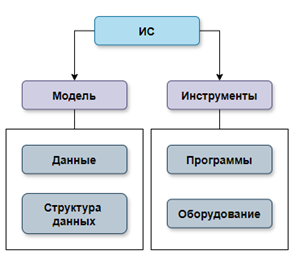 ИС
Модель
Инструменты
Данные
Программы
Структура
данных
Оборудование